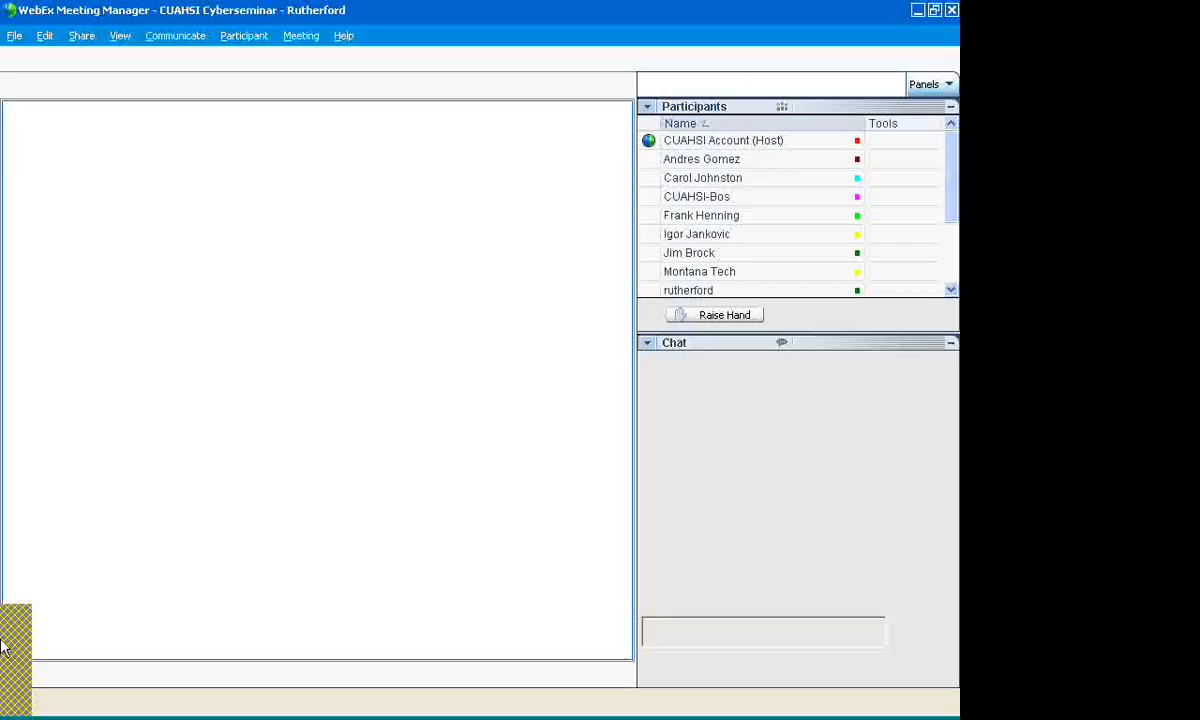 WebEx Meeting Manager - CUAHSI Cyberseminar - Rutherford
File Edit Share View Communicate Participant Meeting Help
Panels
Participants
Name Tools
CUAHSI Account (Host)
Andres Gomez
Carol Johnston
CUAHSI-Bos
Frank Henning
Igor Jankovic
Jim Brock
Montana Tech
rutherford
Raise Hand
Chat